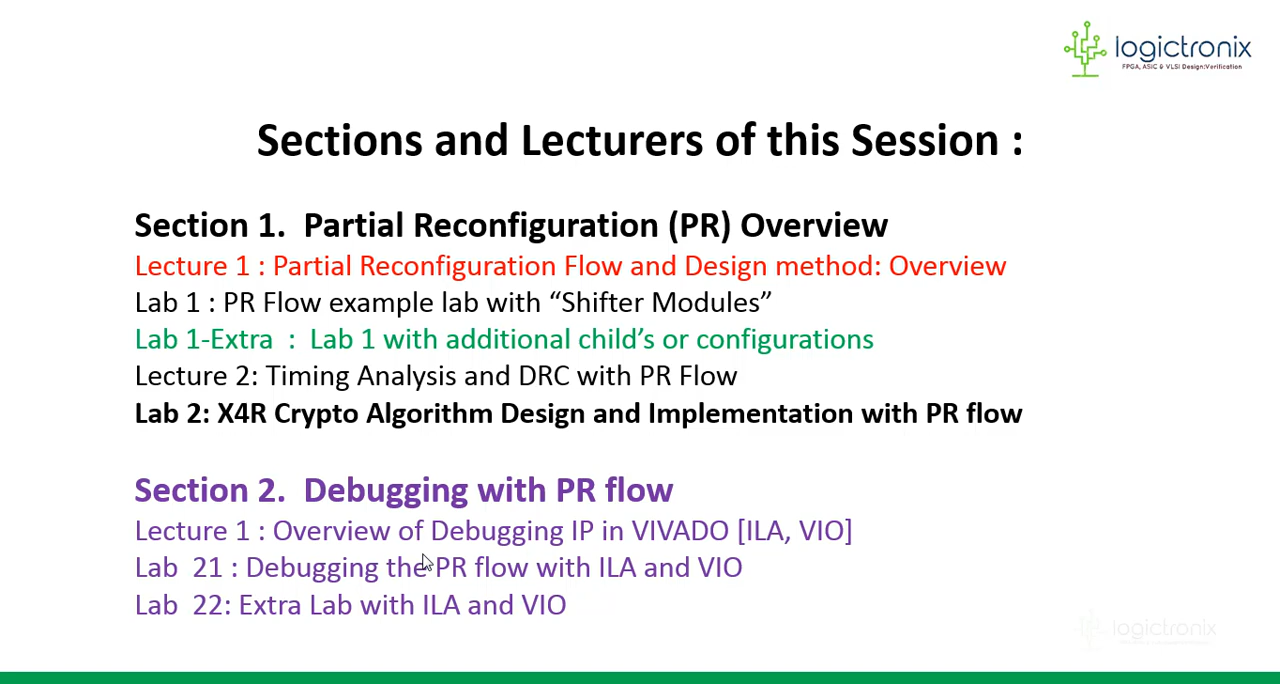 logictronix
FPGA, ASIC & VLSI Design:Verification
Sections and Lecturers of this Session :
Section 1. Partial Reconfiguration (PR) Overview
Lecture 1 : Partial Reconfiguration Flow and Design method: Overview
Lab 1 : PR Flow example lab with “Shifter Modules”
Lab 1-Extra : Lab 1 with additional child’s or configurations
Lecture 2: Timing Analysis and DRC with PR Flow
Lab 2: X4R Crypto Algorithm Design and Implementation with PR flow
Section 2. Debugging with PR flow
Lecture 1 : Overview of Debugging IP in VIVADO [ILA, VIO]
Lab 21 : Debugging the PR flow with ILA and VIO
Lab 22: Extra Lab with ILA and VIO
logictronix